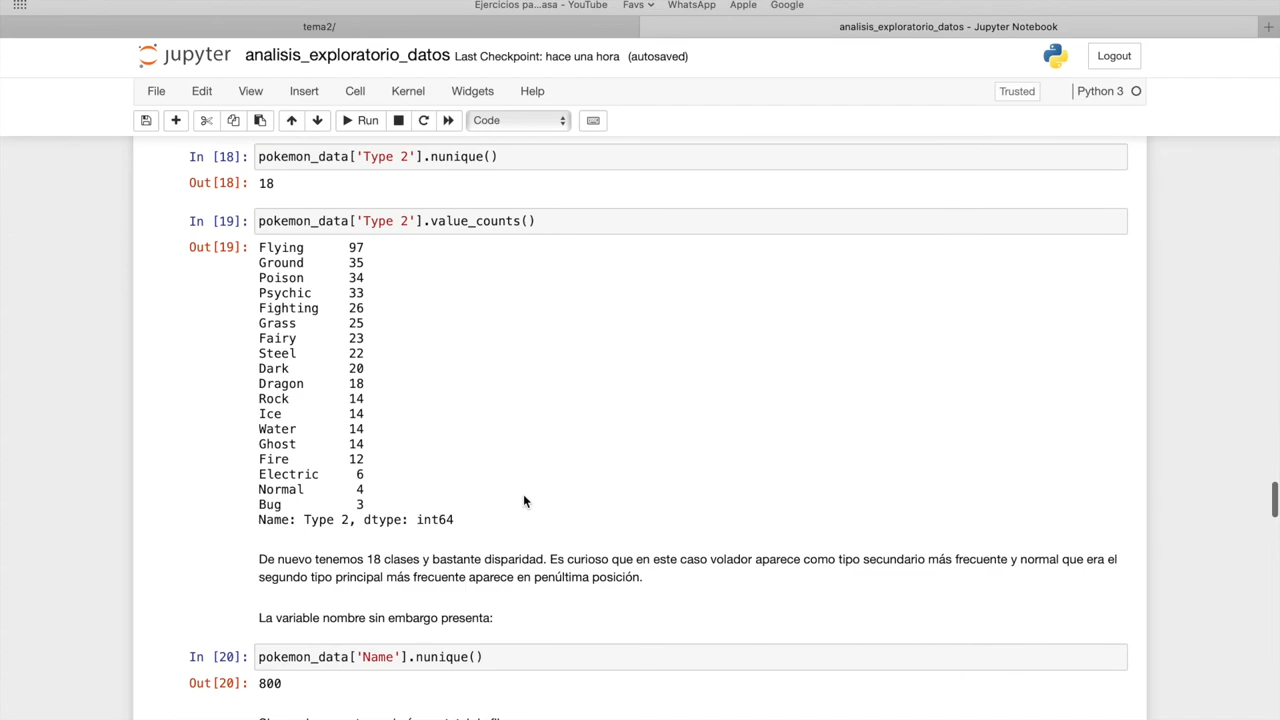 Ejercicios pa...asa - YouTube Favs WhatsApp Apple Google
tema2/ analisis_exploratorio_datos - Jupyter Notebook
jupyter analisis_exploratorio_datos Last Checkpoint: hace una hora (autosaved) Logout
File Edit View Insert Cell Kernel Widgets Help Trusted Python 3
Run Code
In [18]: pokemon_data['Type 2'].nunique()
Out[18]: 18
In [19]: pokemon_data['Type 2'].value_counts()
Out[19]: Flying 97
Ground 35
Poison 34
Psychic 33
Fighting 26
Grass 25
Fairy 23
Steel 22
Dark 20
Dragon 18
Rock 14
Ice 14
Water 14
Ghost 14
Fire 12
Electric 6
Normal 4
Bug 3
Name: Type 2, dtype: int64
De nuevo tenemos 18 clases y bastante disparidad. Es curioso que en este caso volador aparece como tipo secundario más frecuente y normal que era el
segundo tipo principal más frecuente aparece en penúltima posición.
La variable nombre sin embargo presenta:
In [20]: pokemon_data['Name'].nunique()
Out[20]: 800